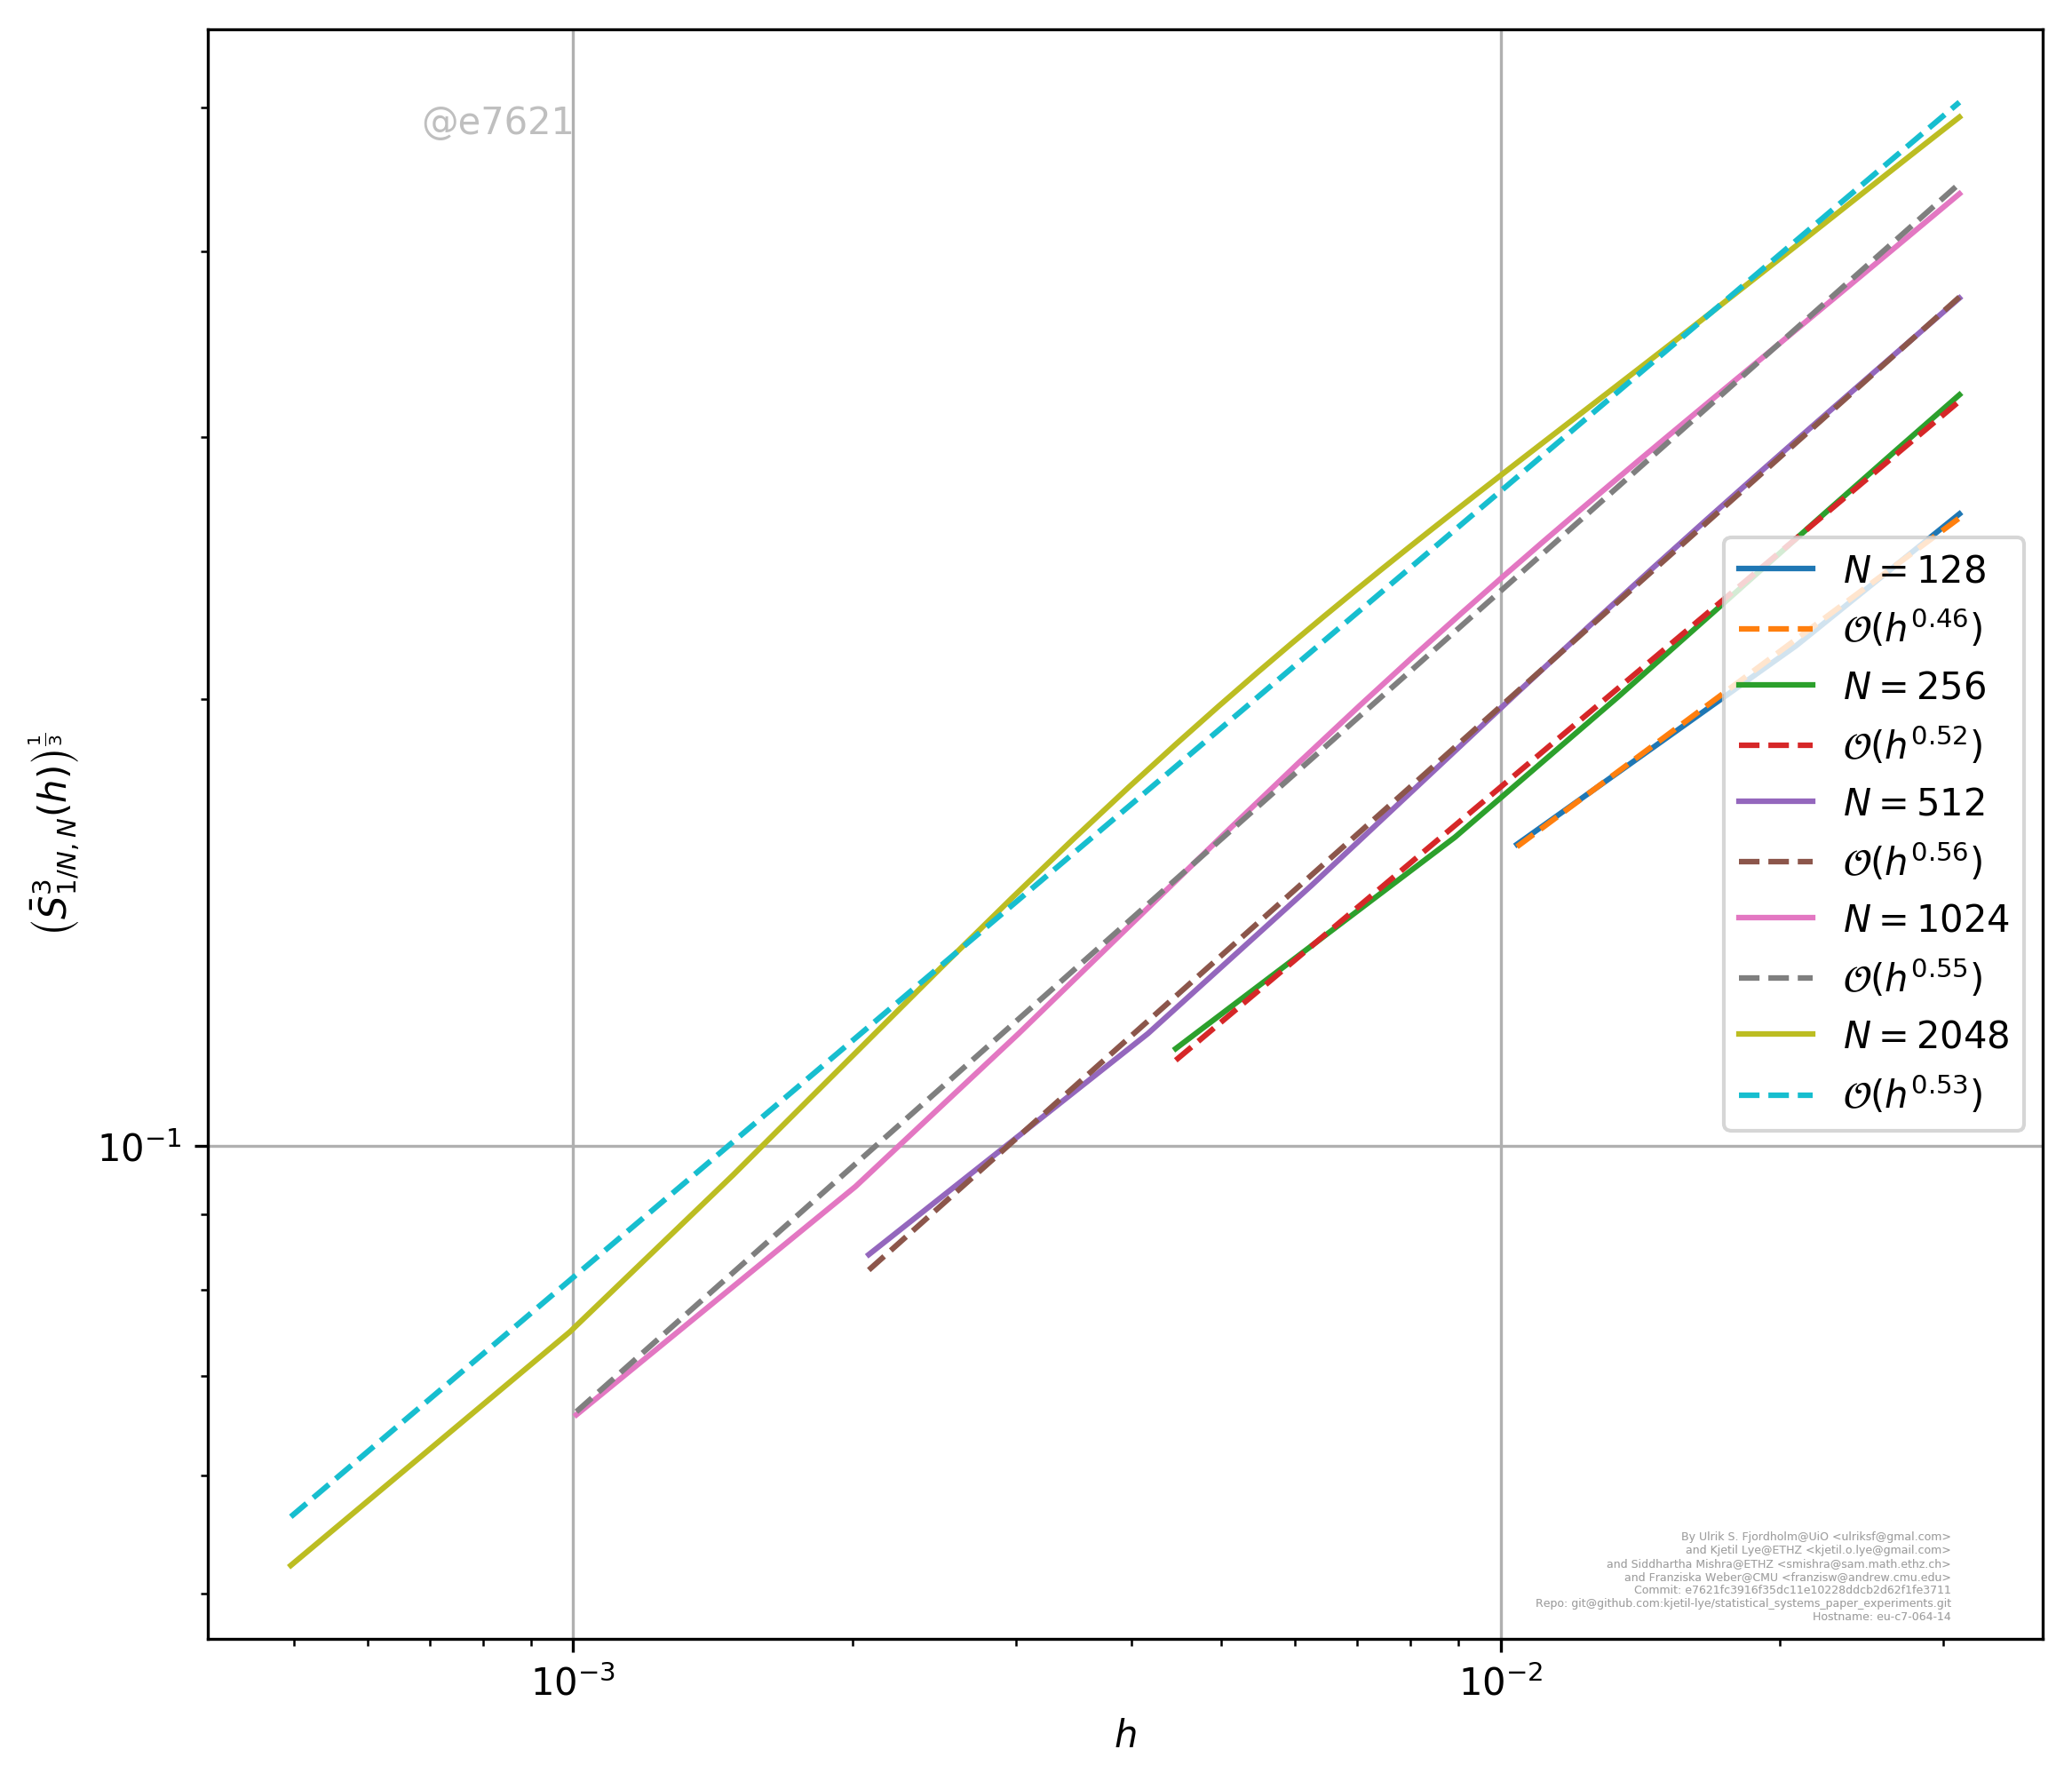 @e7621
(S̄³₁/N, N(h))^{1/3}
10⁻¹
10⁻³
10⁻²
h
N = 128
𝒪(h^0.46)
N = 256
𝒪(h^0.52)
N = 512
𝒪(h^0.56)
N = 1024
𝒪(h^0.55)
N = 2048
𝒪(h^0.53)
By Ulrik S. Fjordholm@UiO <ulriksf@gmal.com>
and Kjetil Lye@ETHZ <kjetil.o.lye@gmail.com>
and Siddhartha Mishra@ETHZ <smishra@sam.math.ethz.ch>
and Franziska Weber@CMU <franzisw@andrew.cmu.edu>
Commit: e7621fc3916f35dc11e10228ddcb2d62f1fe3711
Repo: git@github.com:kjetil-lye/statistical_systems_paper_experiments.git
Hostname: eu-c7-064-14